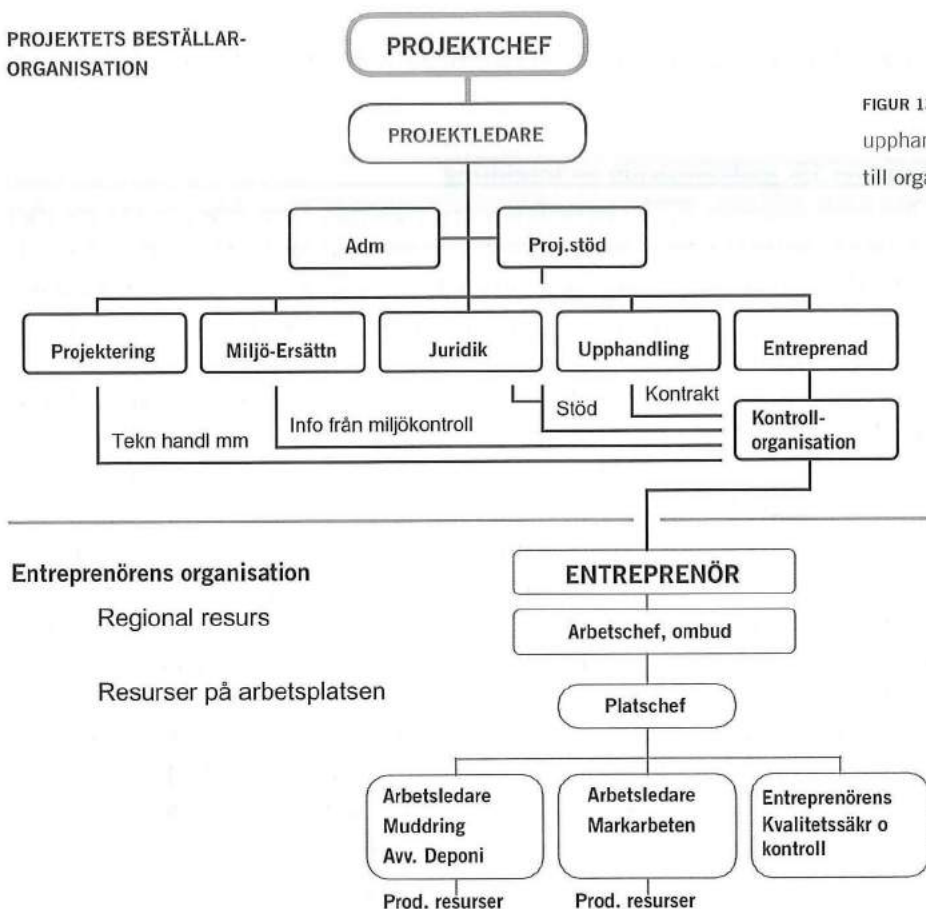 PROJEKTETS BESTÄLLAR-
ORGANISATION
PROJEKTCHEF
PROJEKTLEDARE
FIGUR
upphan
till orga
Adm
Proj.stöd
Projektering
Miljö-Ersättn
Juridik
Upphandling
Entreprenad
Tekn handl mm
Info från miljökontroll
Stöd
Kontrakt
Kontroll-
organisation
Entreprenörens organisation
ENTREPRENÖR
Regional resurs
Arbetschef, ombud
Resurser på arbetsplatsen
Platschef
Arbetsledare
Muddring
Avv. Deponi
Arbetsledare
Markarbeten
Entreprenörens
Kvalitetssäkr o
kontroll
Prod. resurser
Prod. resurser